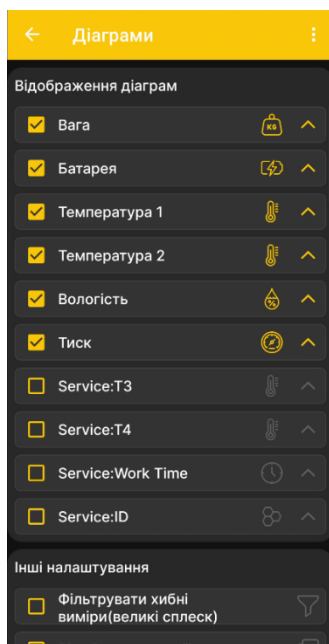 Діаграми
Відображення діаграм
Вага
KG
Батарея
Температура 1
Температура 2
Вологість
%
Тиск
Service:T3
Service:T4
Service:Work Time
Service:ID
Інші налаштування
Фільтрувати хибні
виміри(великі сплеск)